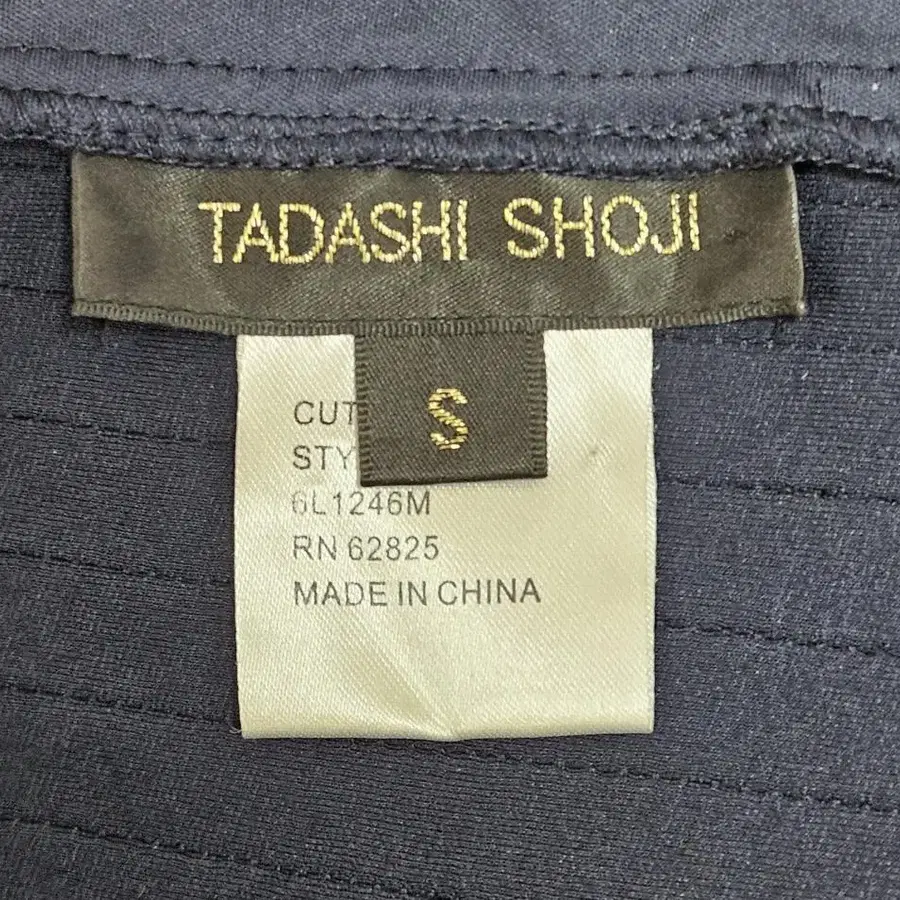 TADASHI SHOJI
S
CUT
STY
6L1246M
RN 62825
MADE IN CHINA